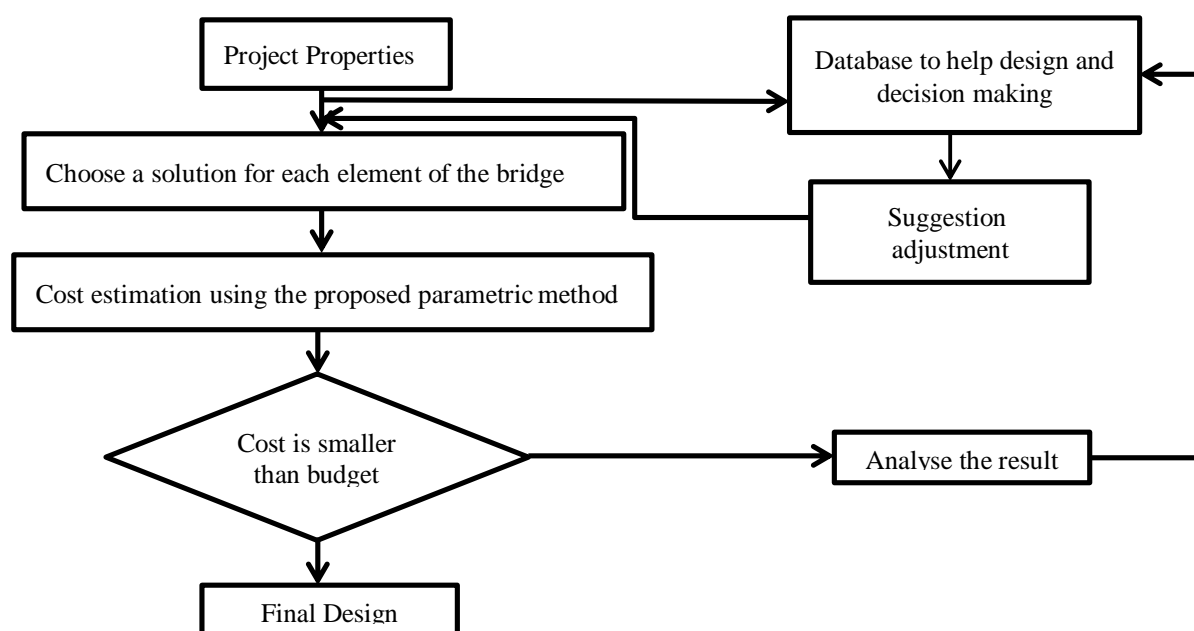 Project Properties
Database to help design and
decision making
Choose a solution for each element of the bridge
Suggestion
adjustment
Cost estimation using the proposed parametric method
Cost is smaller
than budget
Analyse the result
Final Design